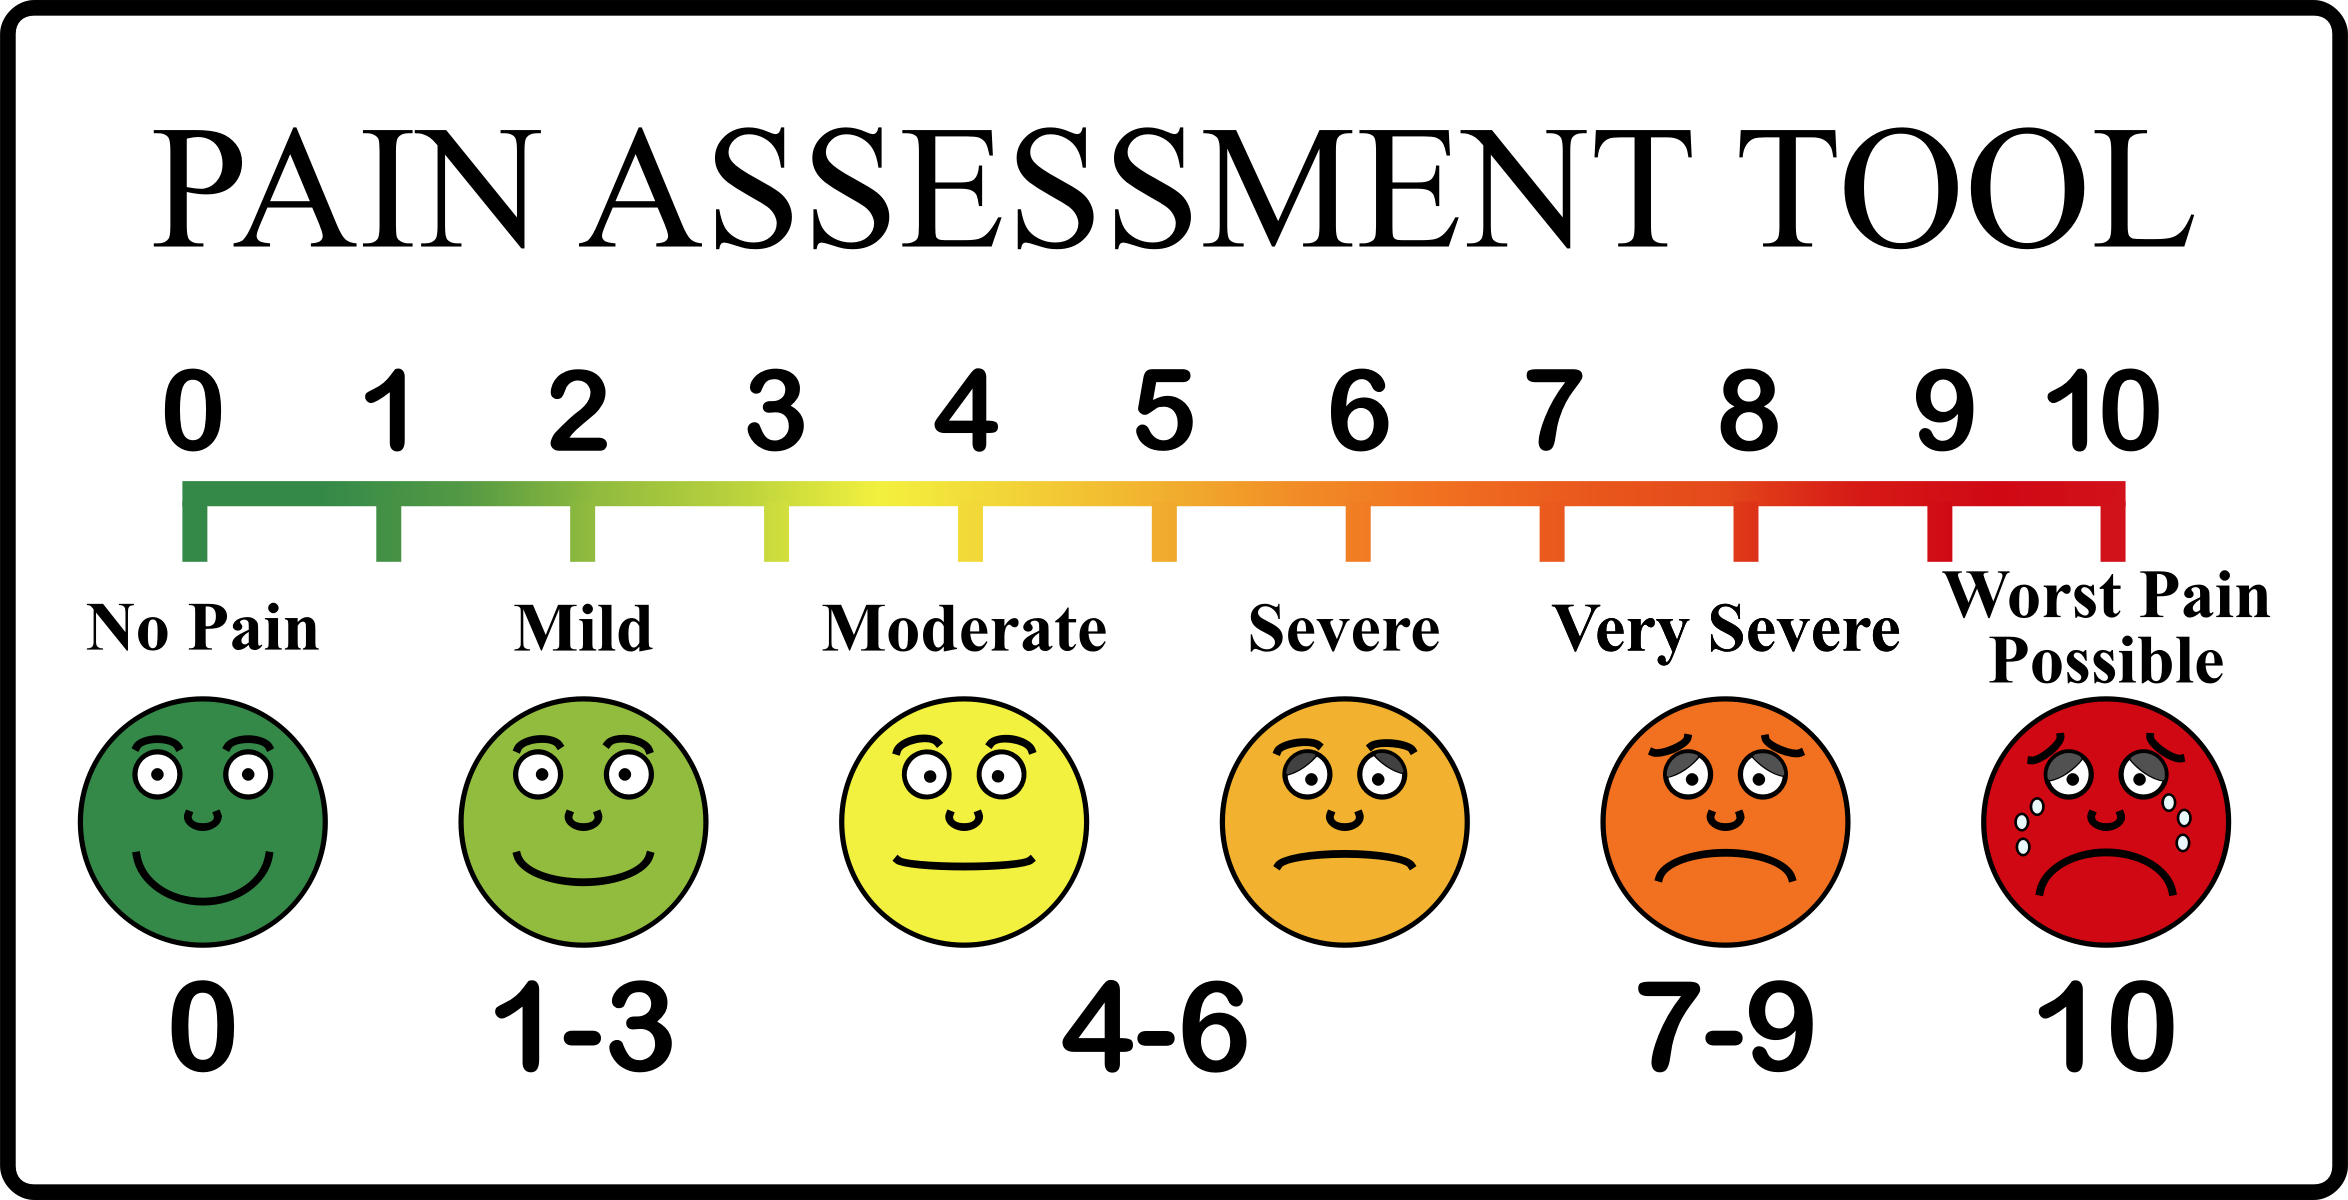 PAIN ASSESSMENT TOOL
0 1 2 3 4 5 6 7 8 9 10
No Pain Mild Moderate Severe Very Severe Worst Pain
Possible
0 1-3 4-6 7-9 10